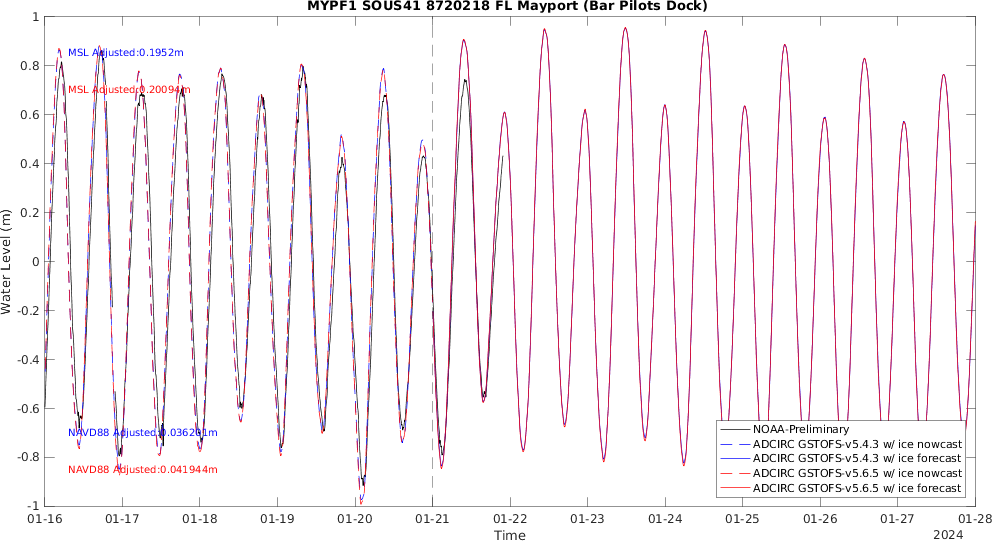 MYPF1 SOUS41 8720218 FL Mayport (Bar Pilots Dock)
Water Level (m)
1
0.8
0.6
0.4
0.2
0
-0.2
-0.4
-0.6
-0.8
-1
MSL Adjusted:0.1952m
MSL Adjusted:0.20094m
NAVD88 Adjusted:0.036201m
NAVD88 Adjusted:0.041944m
NOAA-Preliminary
ADCIRC GSTOFS-v5.4.3 w/ ice nowcast
ADCIRC GSTOFS-v5.4.3 w/ ice forecast
ADCIRC GSTOFS-v5.6.5 w/ ice nowcast
ADCIRC GSTOFS-v5.6.5 w/ ice forecast
01-16 01-17 01-18 01-19 01-20 01-21 01-22 01-23 01-24 01-25 01-26 01-27 01-28
Time
2024